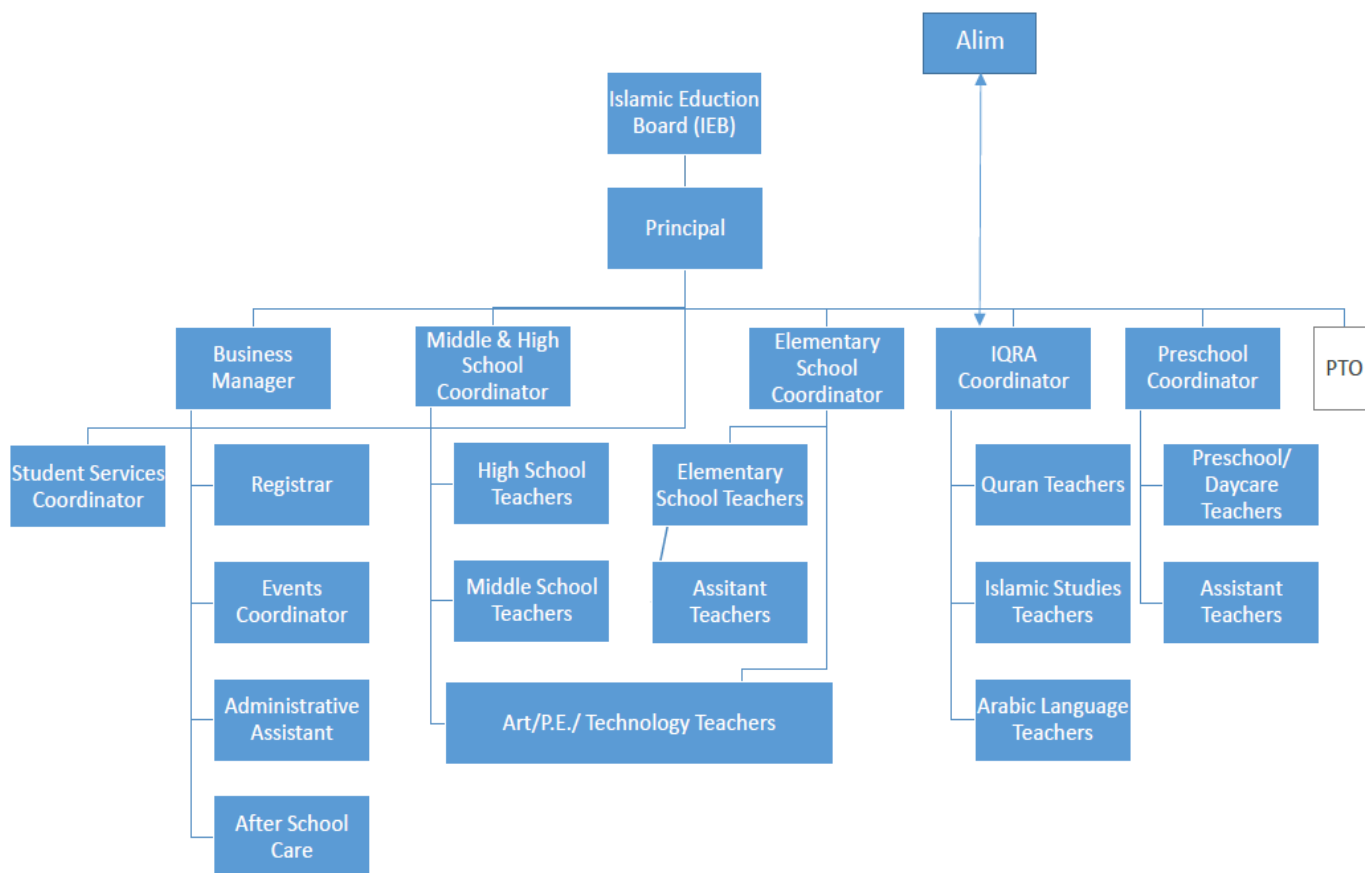 Alim
Islamic Eduction
Board (IEB)
Principal
Business
Manager
Middle & High
School
Coordinator
Elementary
School
Coordinator
IQRA
Coordinator
Preschool
Coordinator
PTO
Student Services
Coordinator
Registrar
High School
Teachers
Elementary
School Teachers
Quran Teachers
Preschool/
Daycare
Teachers
Events
Coordinator
Middle School
Teachers
Assitant
Teachers
Islamic Studies
Teachers
Assistant
Teachers
Administrative
Assistant
Art/P.E./ Technology Teachers
Arabic Language
Teachers
After School
Care